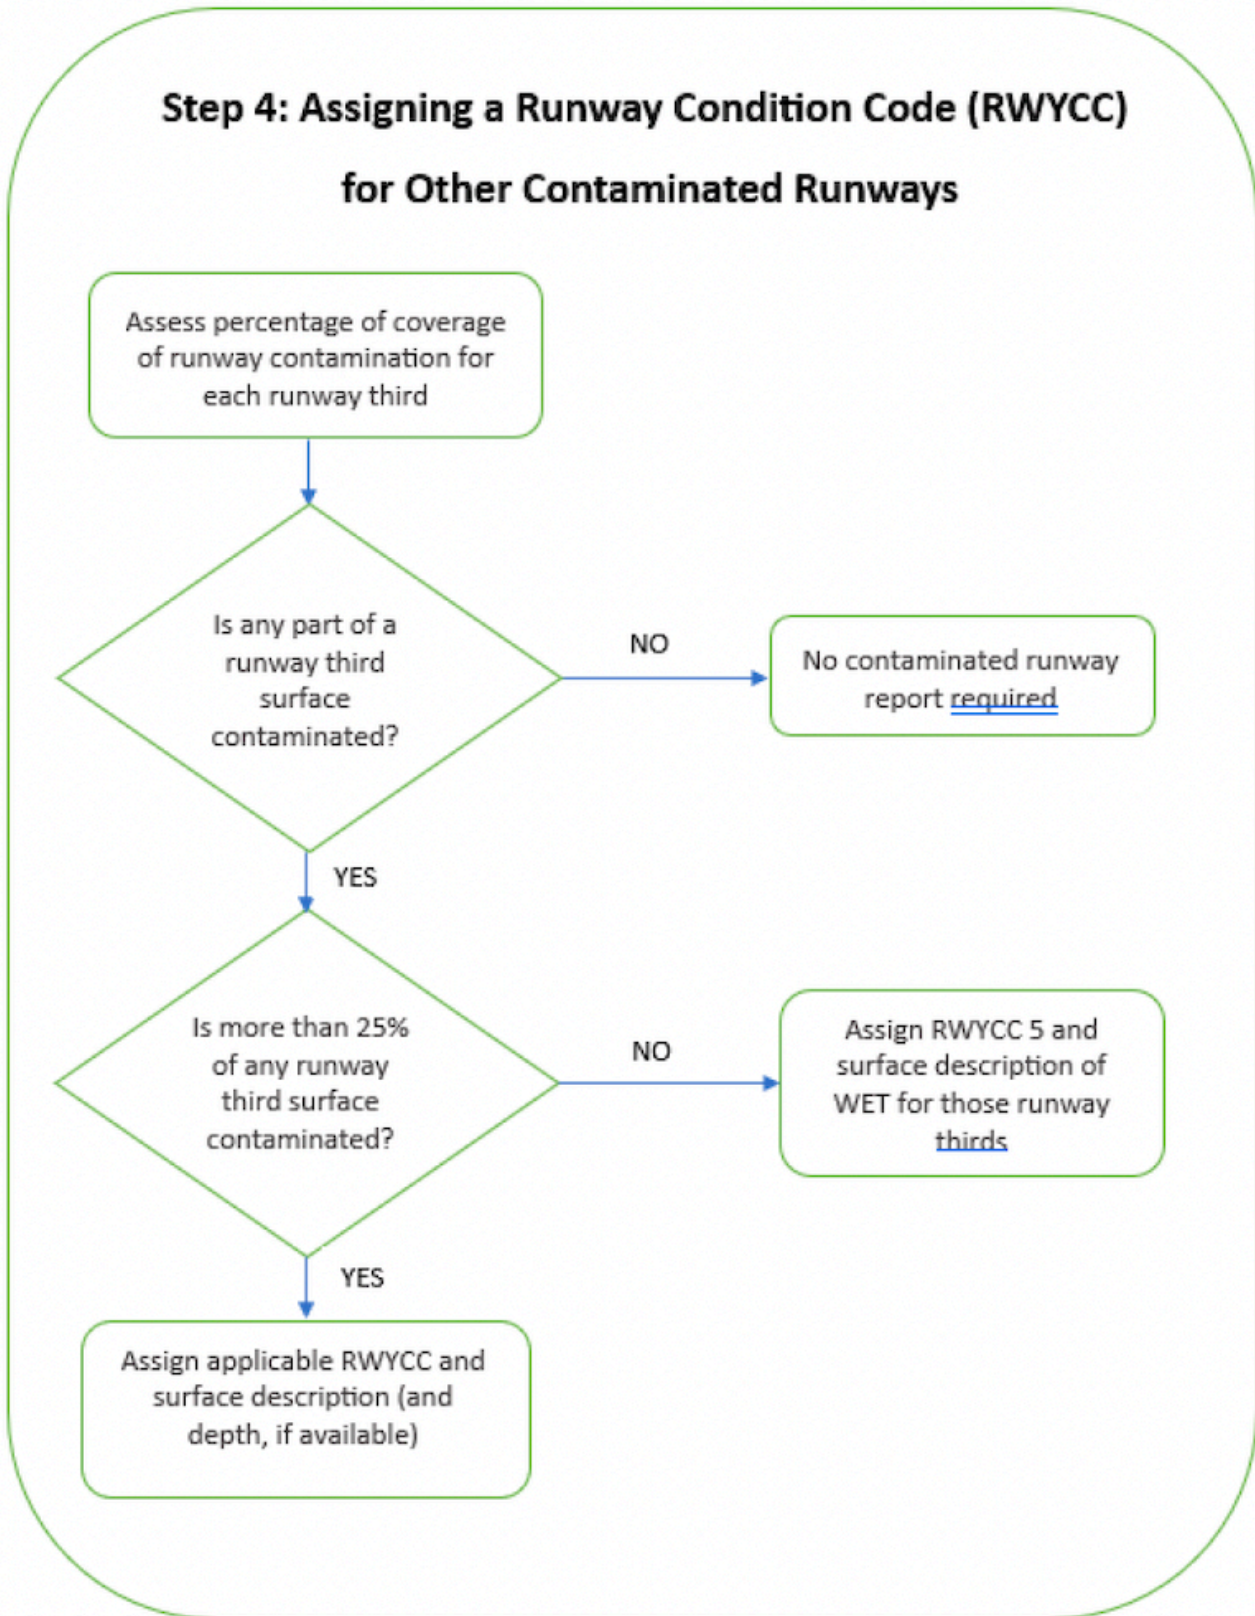 Step 4: Assigning a Runway Condition Code (RWYCC)
for Other Contaminated Runways
Assess percentage of coverage
of runway contamination for
each runway third
Is any part of a
runway third
surface
contaminated?
NO
No contaminated runway
report required
YES
Is more than 25%
of any runway
third surface
contaminated?
NO
Assign RWYCC 5 and
surface description of
WET for those runway
thirds
YES
Assign applicable RWYCC and
surface description (and
depth, if available)